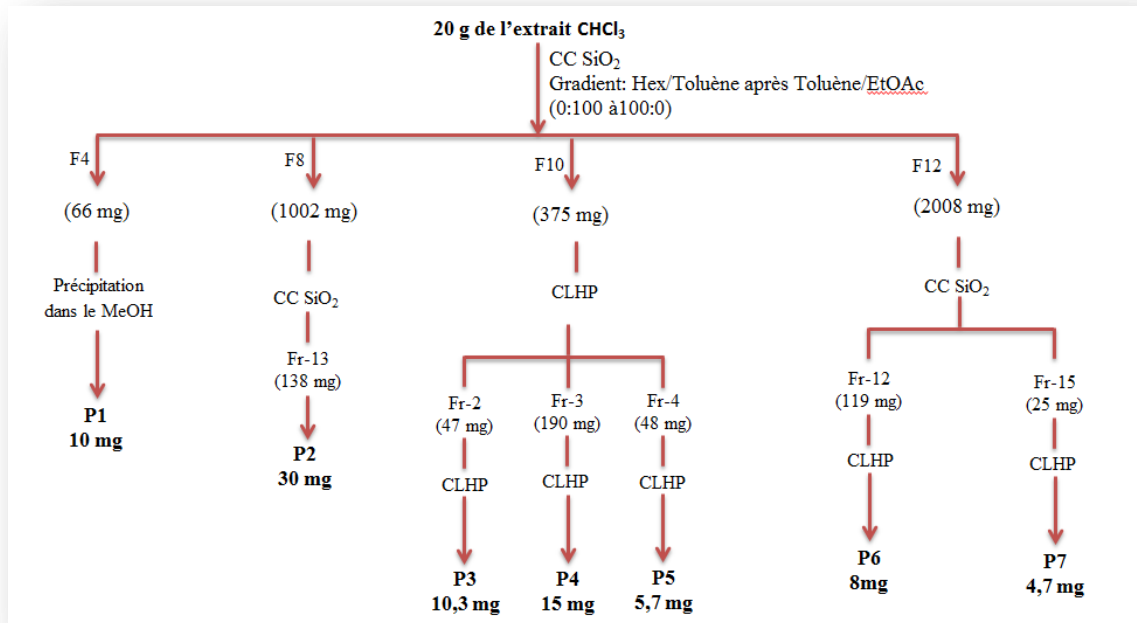 20 g de l’extrait CHCl₃
CC SiO₂
Gradient: Hex/Toluène après Toluène/EtOAc
(0:100 à100:0)
F4
F8
F10
F12
(66 mg)
(1002 mg)
(375 mg)
(2008 mg)
Précipitation
dans le MeOH
CC SiO₂
CLHP
CC SiO₂
Fr-13
(138 mg)
Fr-2
(47 mg)
Fr-3
(190 mg)
Fr-4
(48 mg)
Fr-12
(119 mg)
Fr-15
(25 mg)
P1
10 mg
P2
30 mg
CLHP
CLHP
CLHP
CLHP
CLHP
P3
10,3 mg
P4
15 mg
P5
5,7 mg
P6
8mg
P7
4,7 mg